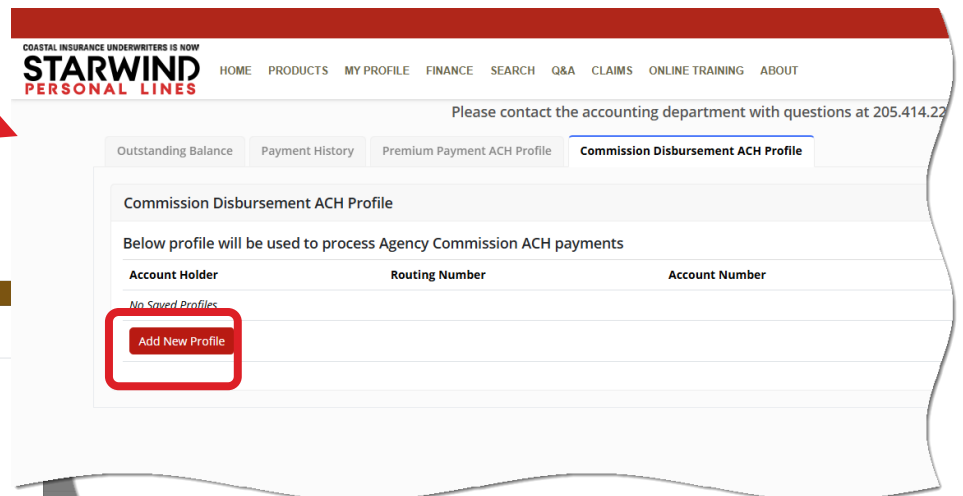 COASTAL INSURANCE UNDERWRITERS IS NOW
STARWIND
PERSONAL LINES
HOME PRODUCTS MY PROFILE FINANCE SEARCH Q&A CLAIMS ONLINE TRAINING ABOUT
Please contact the accounting department with questions at 205.414.22
Outstanding Balance Payment History Premium Payment ACH Profile Commission Disbursement ACH Profile
Commission Disbursement ACH Profile
Below profile will be used to process Agency Commission ACH payments
Account Holder Routing Number Account Number
No Saved Profiles
Add New Profile